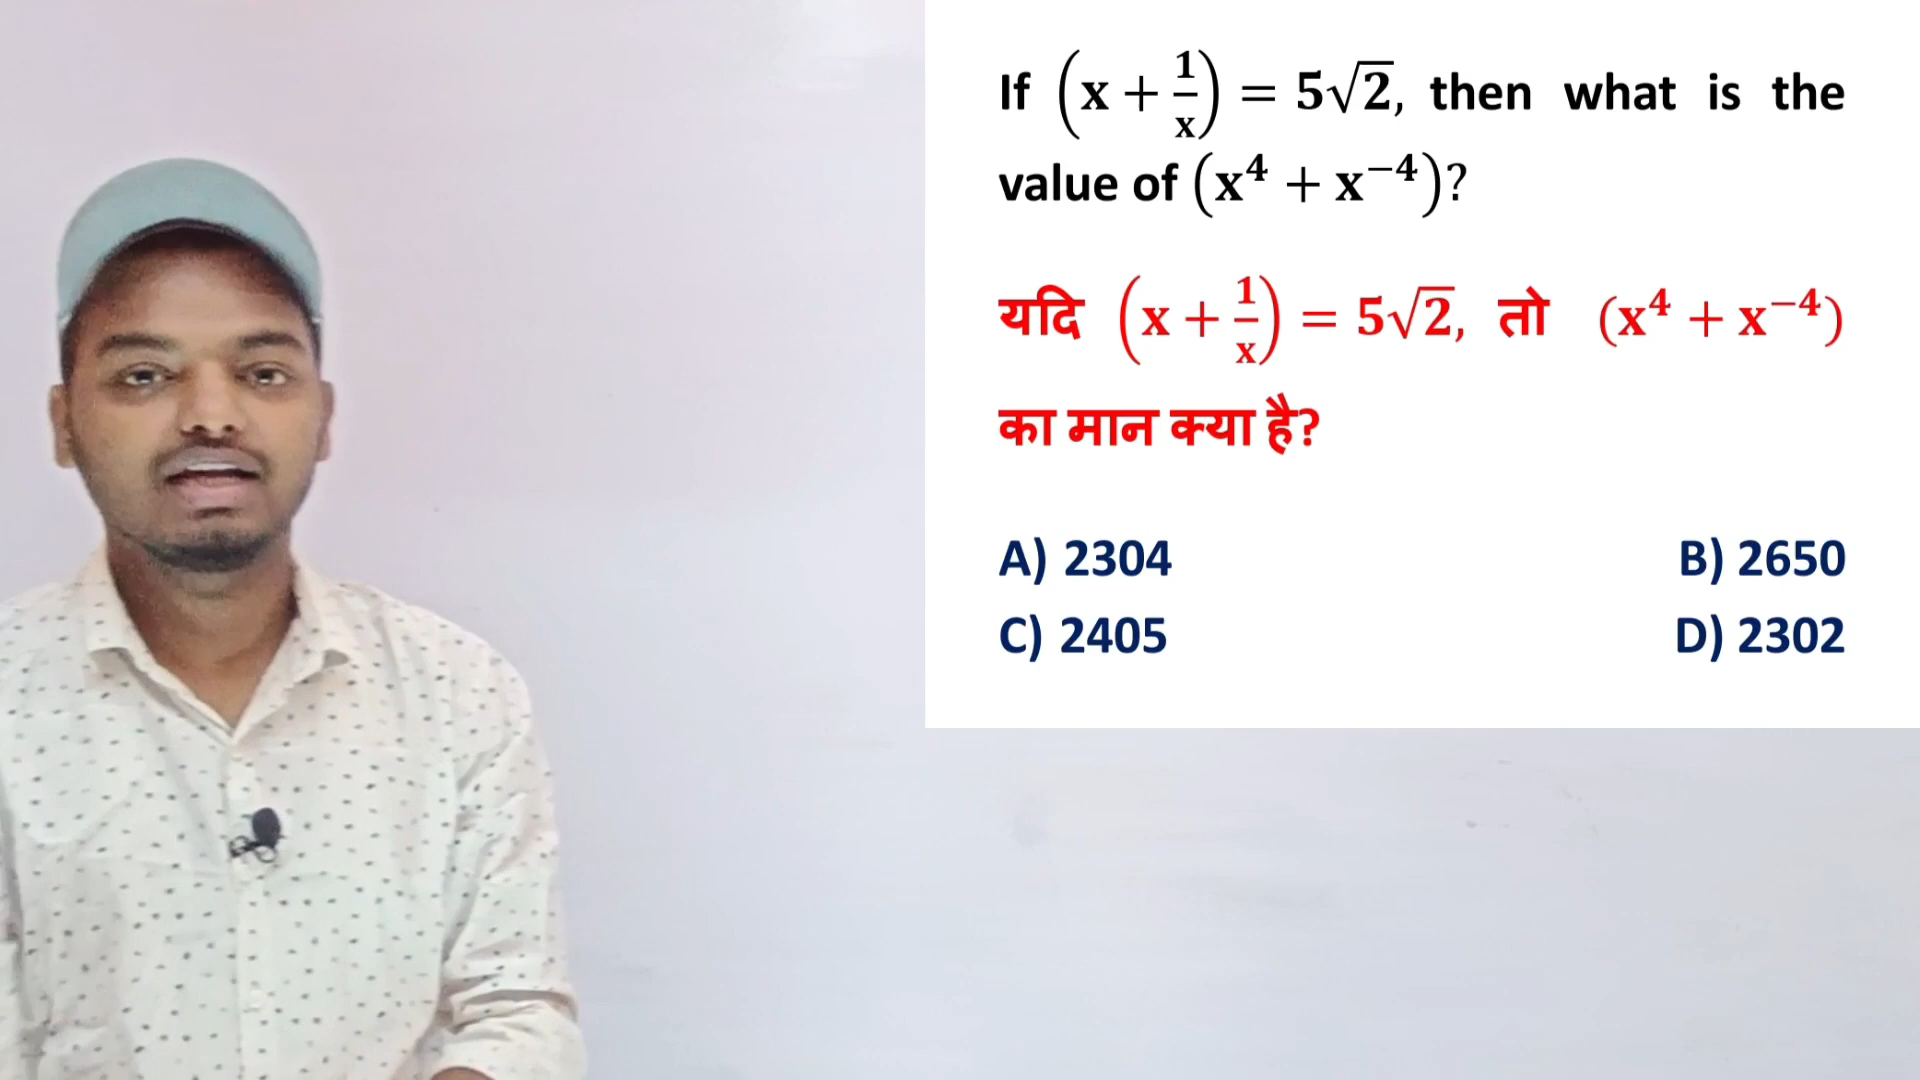 If (x + 1/x) = 5√2, then what is the
value of (x⁴ + x⁻⁴)?
यदि (x + 1/x) = 5√2, तो (x⁴ + x⁻⁴)
का मान क्या है?
A) 2304 B) 2650
C) 2405 D) 2302